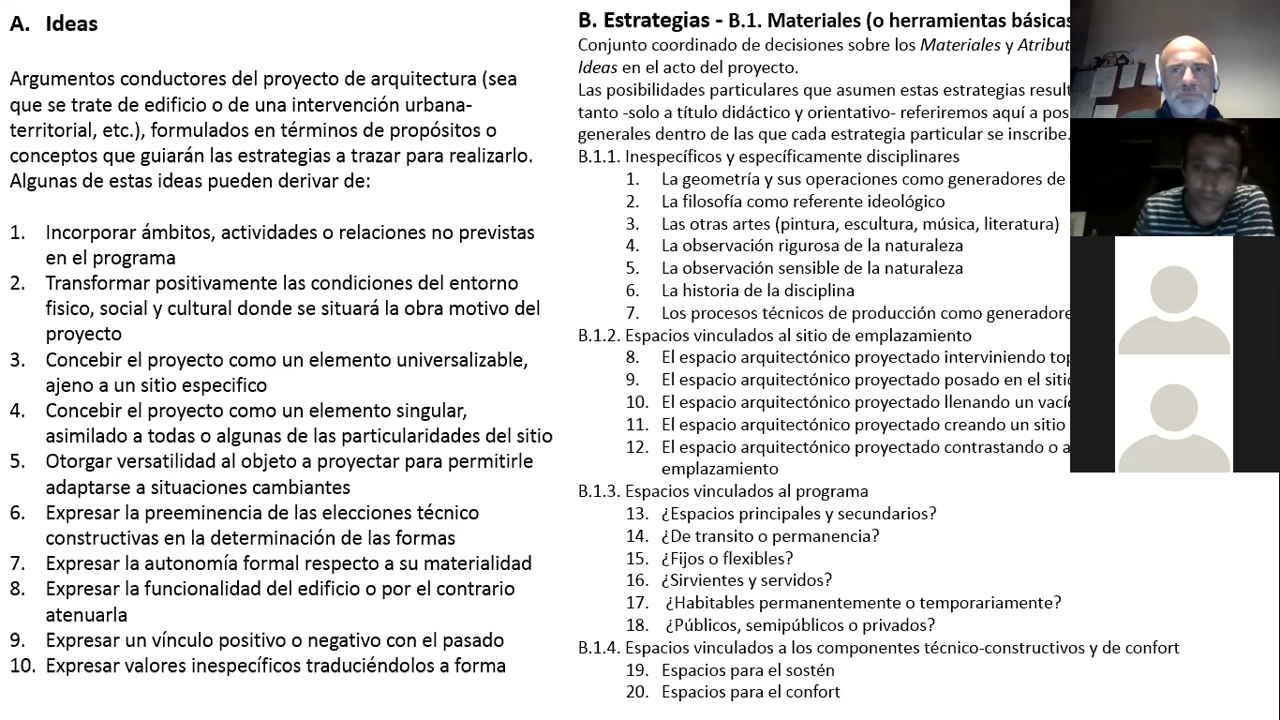 A. Ideas
Argumentos conductores del proyecto de arquitectura (sea
que se trate de edificio o de una intervención urbana-
territorial, etc.), formulados en términos de propósitos o
conceptos que guiarán las estrategias a trazar para realizarlo.
Algunas de estas ideas pueden derivar de:
1. Incorporar ámbitos, actividades o relaciones no previstas
en el programa
2. Transformar positivamente las condiciones del entorno
fisico, social y cultural donde se situará la obra motivo del
proyecto
3. Concebir el proyecto como un elemento universalizable,
ajeno a un sitio especifico
4. Concebir el proyecto como un elemento singular,
asimilado a todas o algunas de las particularidades del sitio
5. Otorgar versatilidad al objeto a proyectar para permitirle
adaptarse a situaciones cambiantes
6. Expresar la preeminencia de las elecciones técnico
constructivas en la determinación de las formas
7. Expresar la autonomía formal respecto a su materialidad
8. Expresar la funcionalidad del edificio o por el contrario
atenuarla
9. Expresar un vínculo positivo o negativo con el pasado
10. Expresar valores inespecíficos traduciéndolos a forma
B. Estrategias - B.1. Materiales (o herramientas básicas
Conjunto coordinado de decisiones sobre los Materiales y
Ideas en el acto del proyecto.
Las posibilidades particulares que asumen estas estrategias
tanto -solo a título didáctico y orientativo- referiremos aquí a
generales dentro de las que cada estrategia particular se inscribe.
B.1.1. Inespecíficos y específicamente disciplinares
1. La geometría y sus operaciones como generadores de
2. La filosofía como referente ideológico
3. Las otras artes (pintura, escultura, música, literatura)
4. La observación rigurosa de la naturaleza
5. La observación sensible de la naturaleza
6. La historia de la disciplina
7. Los procesos técnicos de producción como
B.1.2. Espacios vinculados al sitio de emplazamiento
8. El espacio arquitectónico proyectado interviniendo
9. El espacio arquitectónico proyectado posado en el
10. El espacio arquitectónico proyectado llenando un
11. El espacio arquitectónico proyectado creando un sitio
12. El espacio arquitectónico proyectado contrastando o
emplazamiento
B.1.3. Espacios vinculados al programa
13. ¿Espacios principales y secundarios?
14. ¿De transito o permanencia?
15. ¿Fijos o flexibles?
16. ¿Sirvientes y servidos?
17. ¿Habitables permanentemente o temporariamente?
18. ¿Públicos, semipúblicos o privados?
B.1.4. Espacios vinculados a los componentes técnico-constructivos y de confort
19. Espacios para el sostén
20. Espacios para el confort